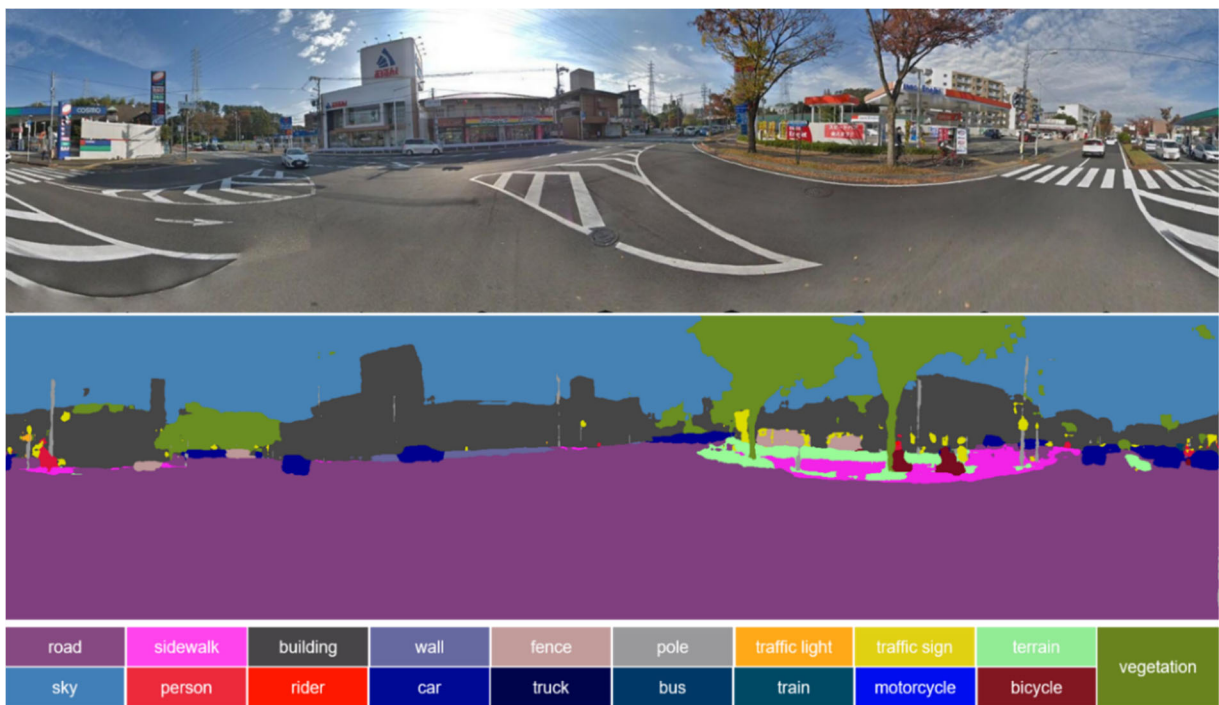 COSMO
road sidewalk building wall fence pole traffic light traffic sign terrain vegetation
sky person rider car truck bus train motorcycle bicycle